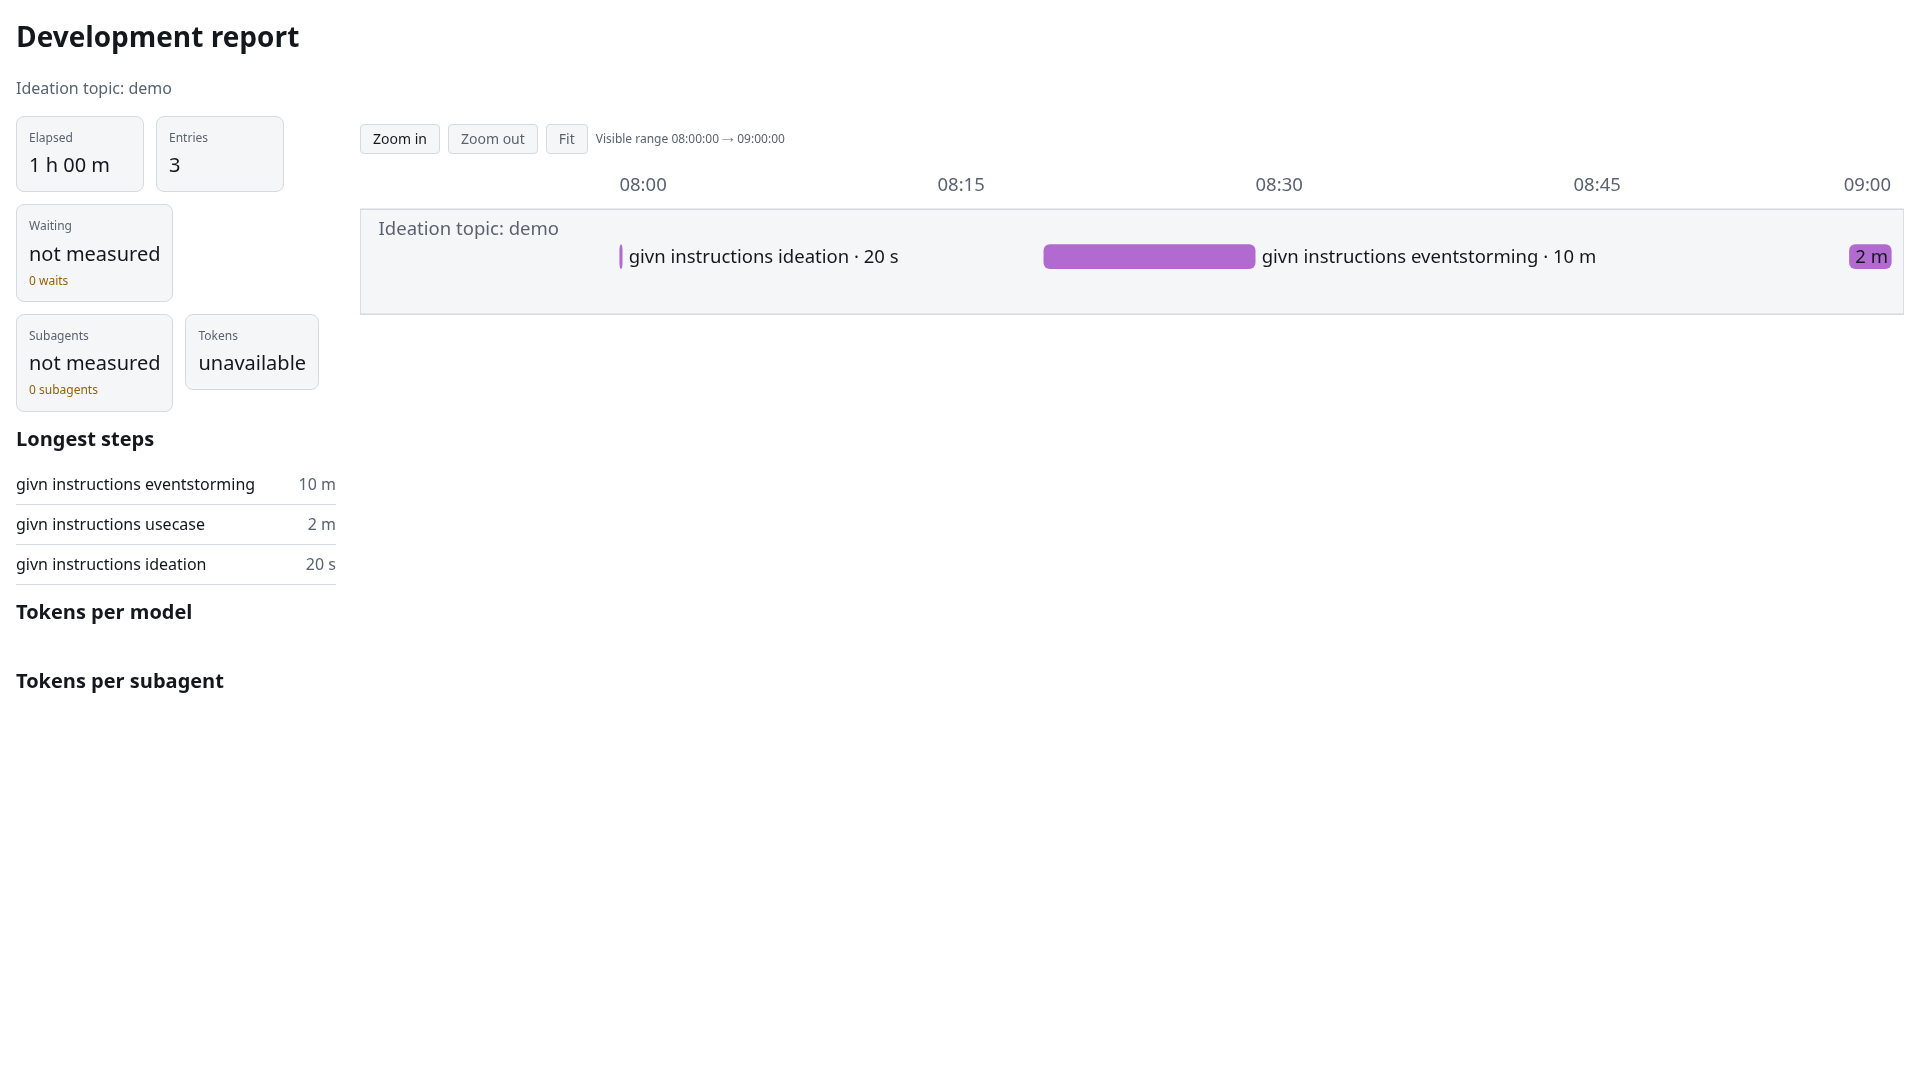 Development report
Ideation topic: demo
Elapsed
1 h 00 m
Entries
3
Waiting
not measured
0 waits
Subagents
not measured
0 subagents
Tokens
unavailable
Longest steps
givn instructions eventstorming 10 m
givn instructions usecase 2 m
givn instructions ideation 20 s
Tokens per model
Tokens per subagent
Zoom in Zoom out Fit Visible range 08:00:00 → 09:00:00
08:00 08:15 08:30 08:45 09:00
Ideation topic: demo
givn instructions ideation · 20 s givn instructions eventstorming · 10 m 2 m